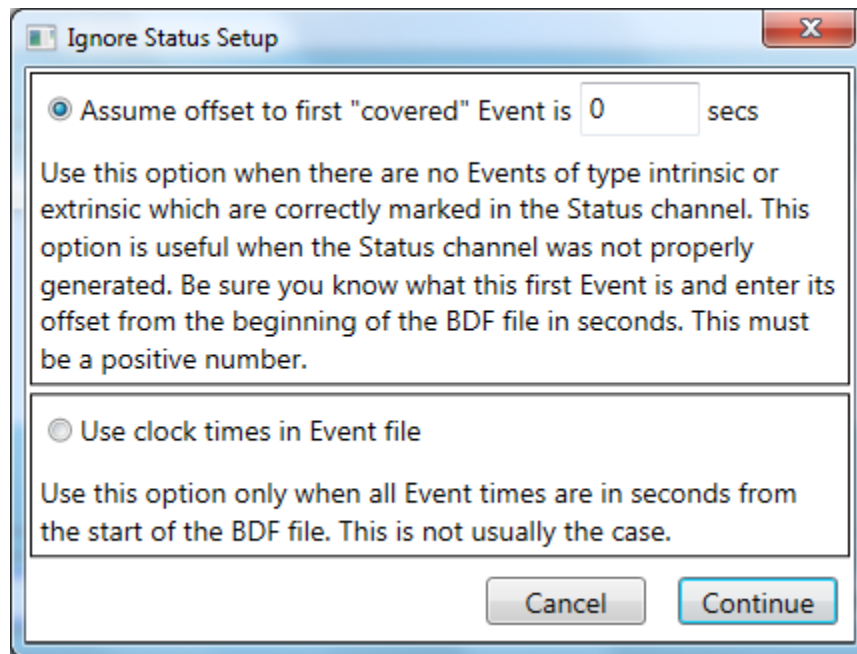 Ignore Status Setup
Assume offset to first "covered" Event is 0 secs
Use this option when there are no Events of type intrinsic or
extrinsic which are correctly marked in the Status channel. This
option is useful when the Status channel was not properly
generated. Be sure you know what this first Event is and enter its
offset from the beginning of the BDF file in seconds. This must
be a positive number.
Use clock times in Event file
Use this option only when all Event times are in seconds from
the start of the BDF file. This is not usually the case.
Cancel Continue